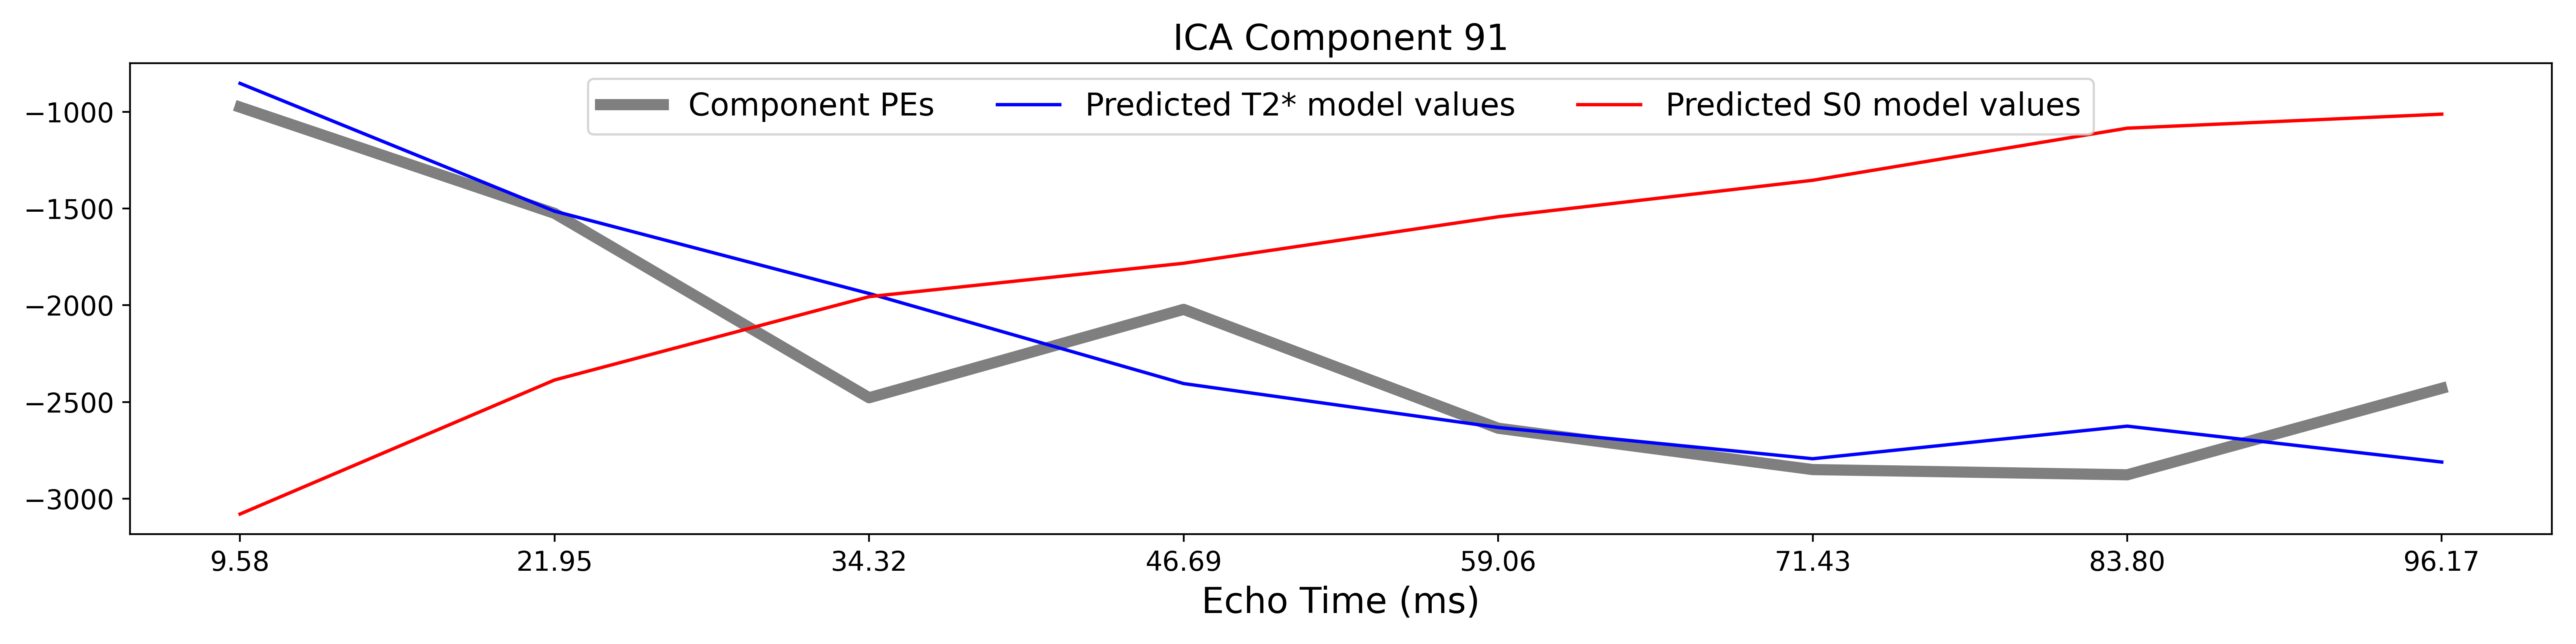 ICA Component 91
Component PEs Predicted T2* model values Predicted S0 model values
−1000
−1500
−2000
−2500
−3000
9.58 21.95 34.32 46.69 59.06 71.43 83.80 96.17
Echo Time (ms)